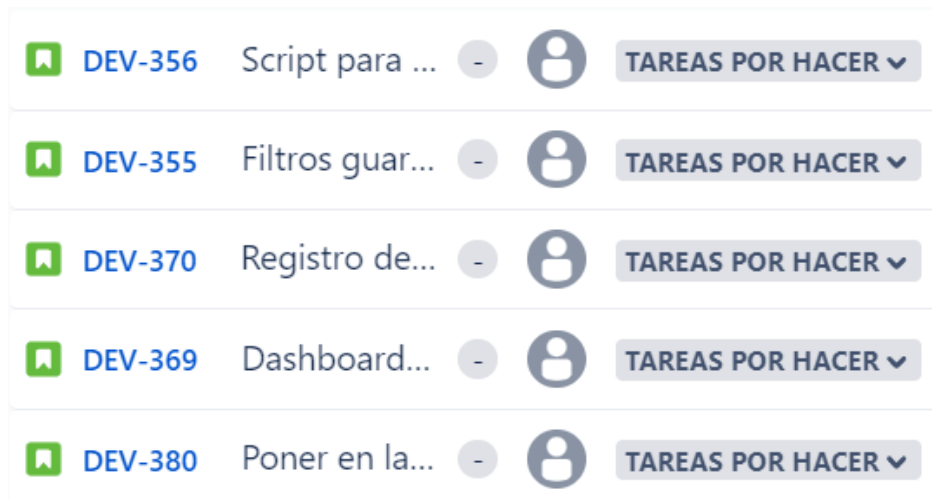 DEV-356 Script para ... - TAREAS POR HACER
DEV-355 Filtros guar... - TAREAS POR HACER
DEV-370 Registro de... - TAREAS POR HACER
DEV-369 Dashboard... - TAREAS POR HACER
DEV-380 Poner en la... - TAREAS POR HACER